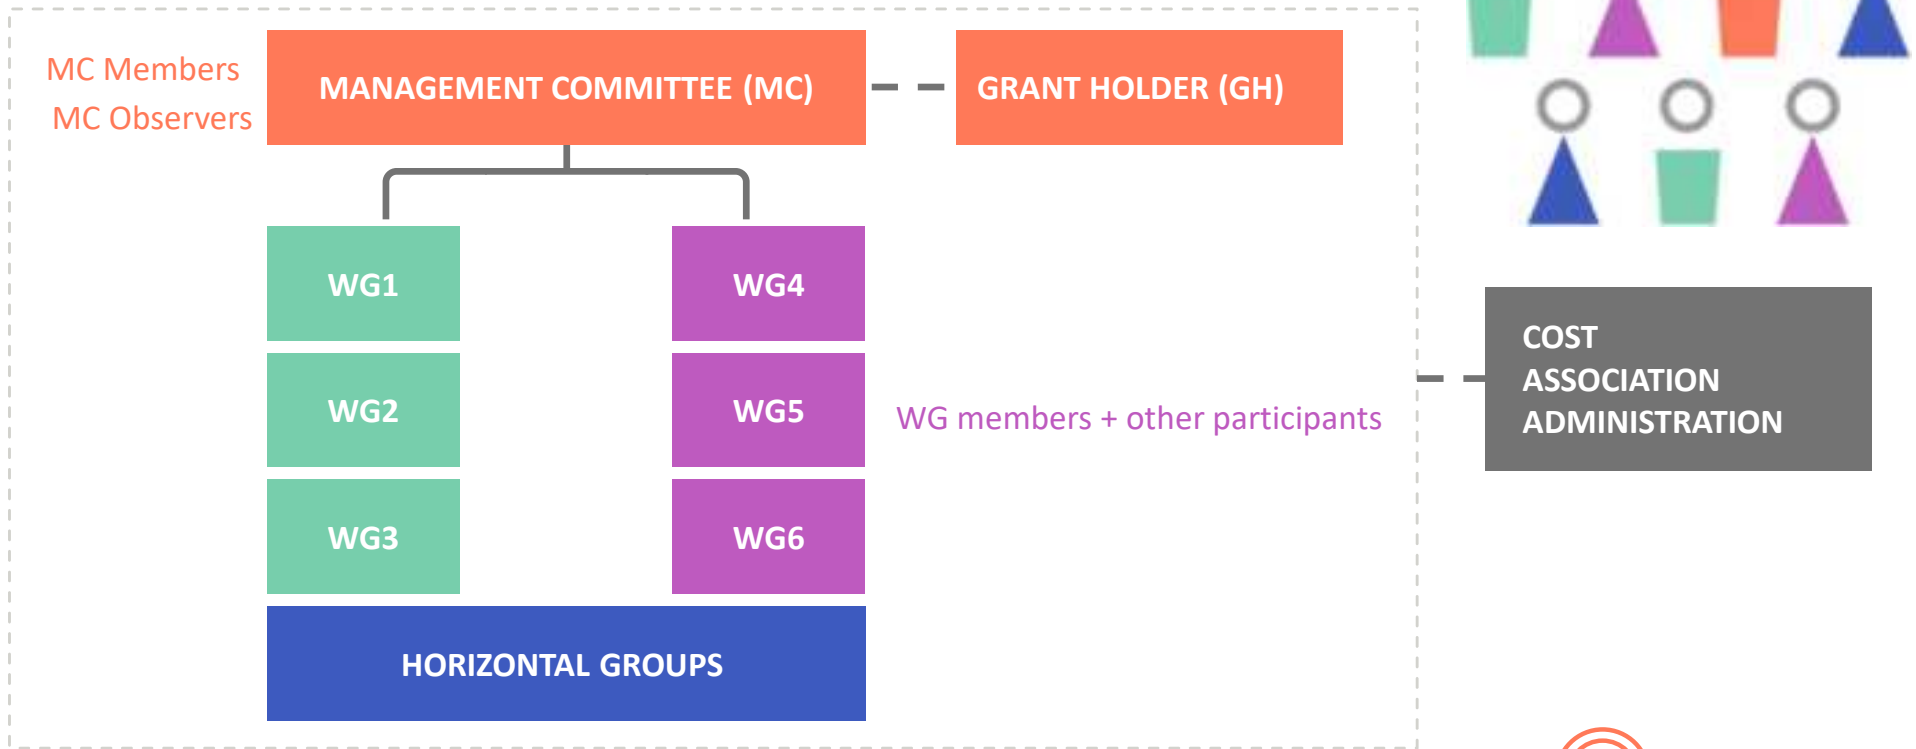 MC Members
MC Observers
MANAGEMENT COMMITTEE (MC)
GRANT HOLDER (GH)
WG1
WG4
WG2
WG5
WG3
WG6
WG members + other participants
HORIZONTAL GROUPS
COST
ASSOCIATION
ADMINISTRATION